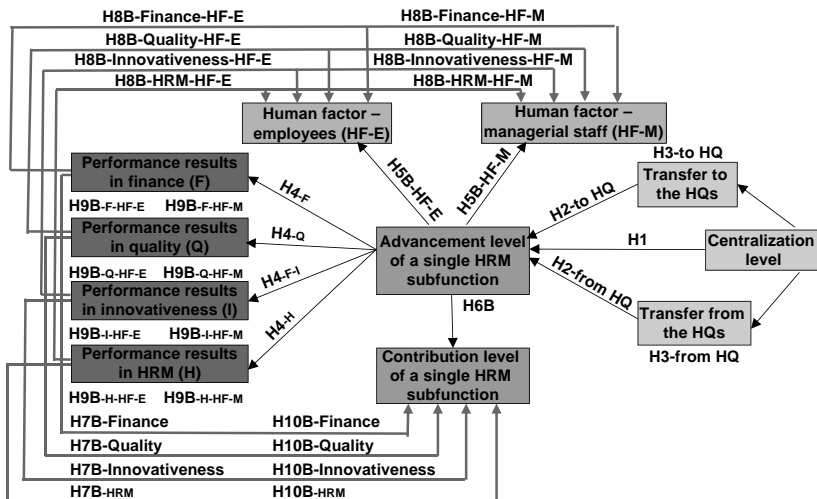 H8B-Finance-HF-E H8B-Finance-HF-M
H8B-Quality-HF-E H8B-Quality-HF-M
H8B-Innovativeness-HF-E H8B-Innovativeness-HF-M
H8B-HRM-HF-E H8B-HRM-HF-M
Human factor –
employees (HF-E)
Human factor –
managerial staff (HF-M)
H5B-HF-E
H5B-HF-M
H3-to HQ
Transfer to
the HQs
H2-to HQ
Performance results
in finance (F)
H9B-F-HF-E H9B-F-HF-M
H4-F
Performance results
in quality (Q)
H9B-Q-HF-E H9B-Q-HF-M
H4-Q
Performance results
in innovativeness (I)
H9B-I-HF-E H9B-I-HF-M
H4-F-I
Performance results
in HRM (H)
H9B-H-HF-E H9B-H-HF-M
H4-H
Advancement level
of a single HRM
subfunction
H1
Centralization
level
H2-from HQ
Transfer from
the HQs
H3-from HQ
H6B
Contribution level
of a single HRM
subfunction
H7B-Finance H10B-Finance
H7B-Quality H10B-Quality
H7B-Innovativeness H10B-Innovativeness
H7B-HRM H10B-HRM